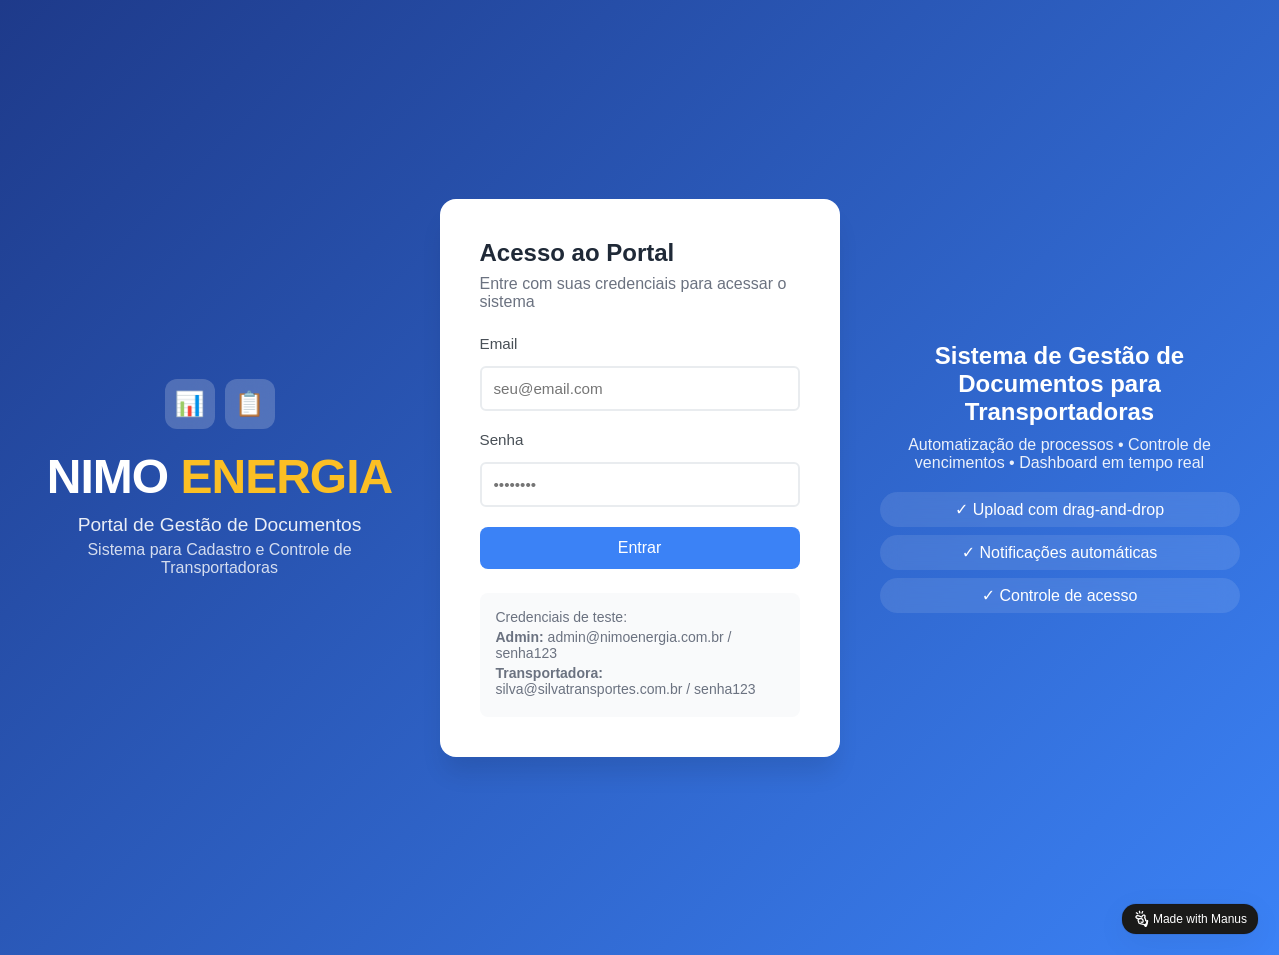 NIMO ENERGIA
Portal de Gestão de Documentos
Sistema para Cadastro e Controle de
Transportadoras
Acesso ao Portal
Entre com suas credenciais para acessar o
sistema
Email
seu@email.com
Senha
••••••••
Entrar
Credenciais de teste:
Admin: admin@nimoenergia.com.br /
senha123
Transportadora:
silva@silvatransportes.com.br / senha123
Sistema de Gestão de
Documentos para
Transportadoras
Automatização de processos • Controle de
vencimentos • Dashboard em tempo real
✓ Upload com drag-and-drop
✓ Notificações automáticas
✓ Controle de acesso
Made with Manus